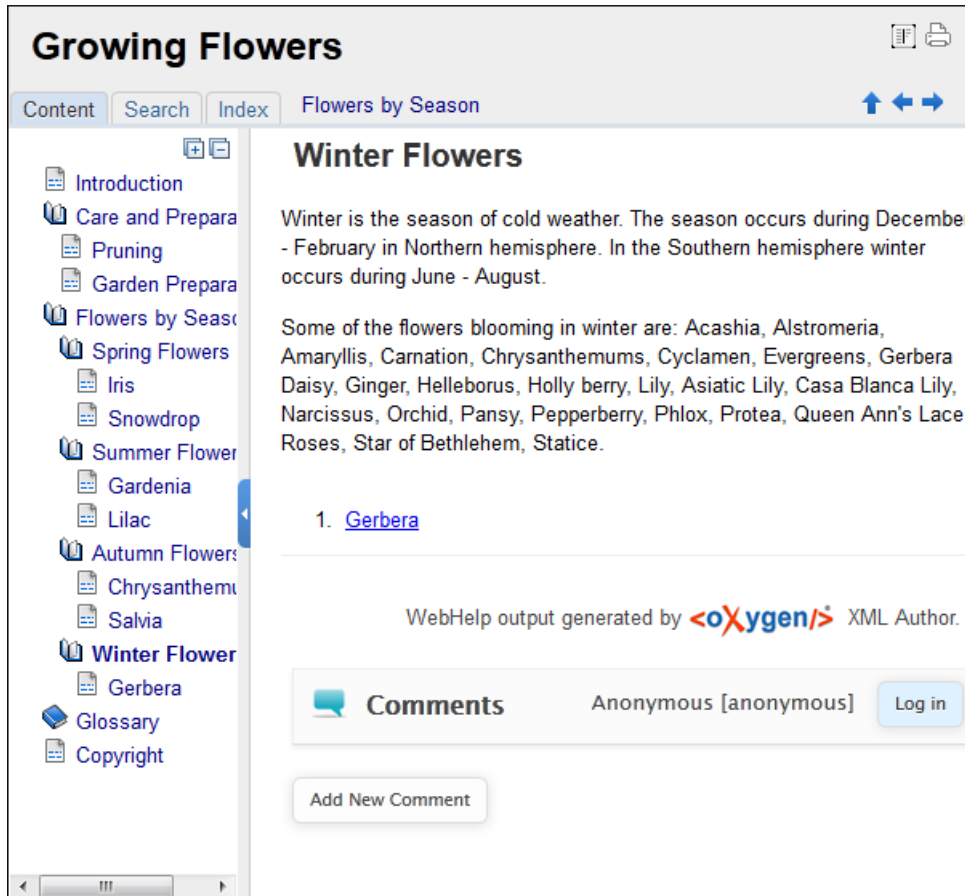 Growing Flowers
Content Search Index Flowers by Season
Winter Flowers
Introduction
Care and Prepara
Pruning
Garden Prepara
Flowers by Seaso
Spring Flowers
Iris
Snowdrop
Summer Flower
Gardenia
Lilac
Autumn Flowers
Chrysanthemu
Salvia
Winter Flower
Gerbera
Glossary
Copyright
Winter is the season of cold weather. The season occurs during December
- February in Northern hemisphere. In the Southern hemisphere winter
occurs during June - August.
Some of the flowers blooming in winter are: Acashia, Alstromeria,
Amaryllis, Carnation, Chrysanthemums, Cyclamen, Evergreens, Gerbera
Daisy, Ginger, Helleborus, Holly berry, Lily, Asiatic Lily, Casa Blanca Lily,
Narcissus, Orchid, Pansy, Pepperberry, Phlox, Protea, Queen Ann's Lace
Roses, Star of Bethlehem, Statice.
1. Gerbera
WebHelp output generated by <oXygen/> XML Author.
Comments Anonymous [anonymous] Log in
Add New Comment